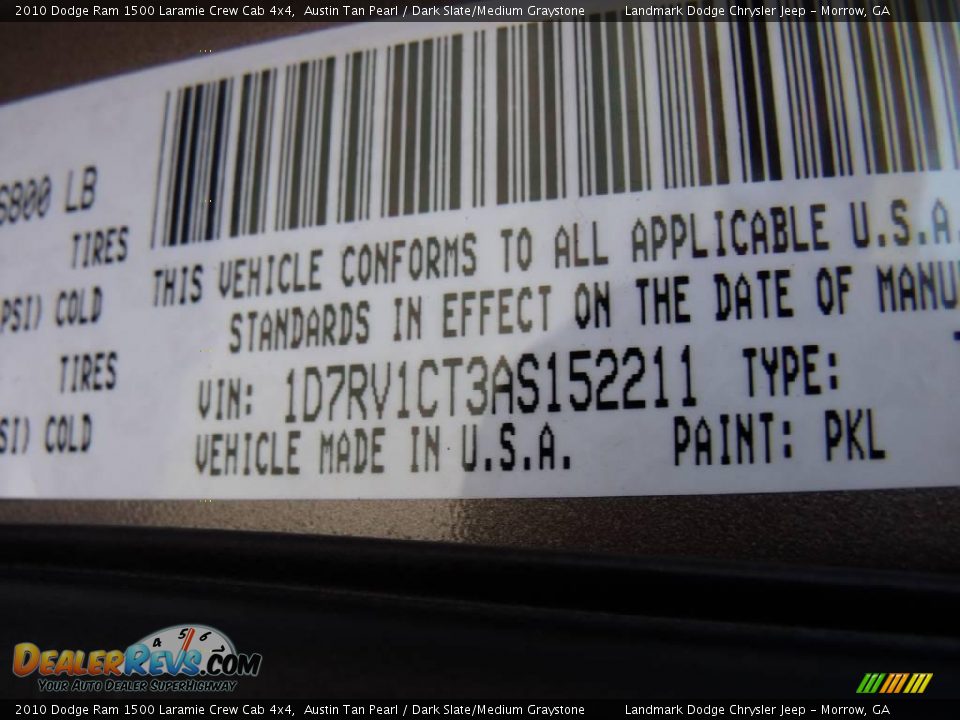 2010 Dodge Ram 1500 Laramie Crew Cab 4x4, Austin Tan Pearl / Dark Slate/Medium Graystone Landmark Dodge Chrysler Jeep - Morrow, GA
6800 LB
TIRES
PSI) COLD
TIRES
SI) COLD
THIS VEHICLE CONFORMS TO ALL APPLICABLE U.S.A.
STANDARDS IN EFFECT ON THE DATE OF MANU
VIN: 1D7RV1CT3AS152211 TYPE:
VEHICLE MADE IN U.S.A. PAINT: PKL
4 5 6
DEALERREVS.COM
YOUR AUTO DEALER SUPERHIGHWAY
2010 Dodge Ram 1500 Laramie Crew Cab 4x4, Austin Tan Pearl / Dark Slate/Medium Graystone Landmark Dodge Chrysler Jeep - Morrow, GA